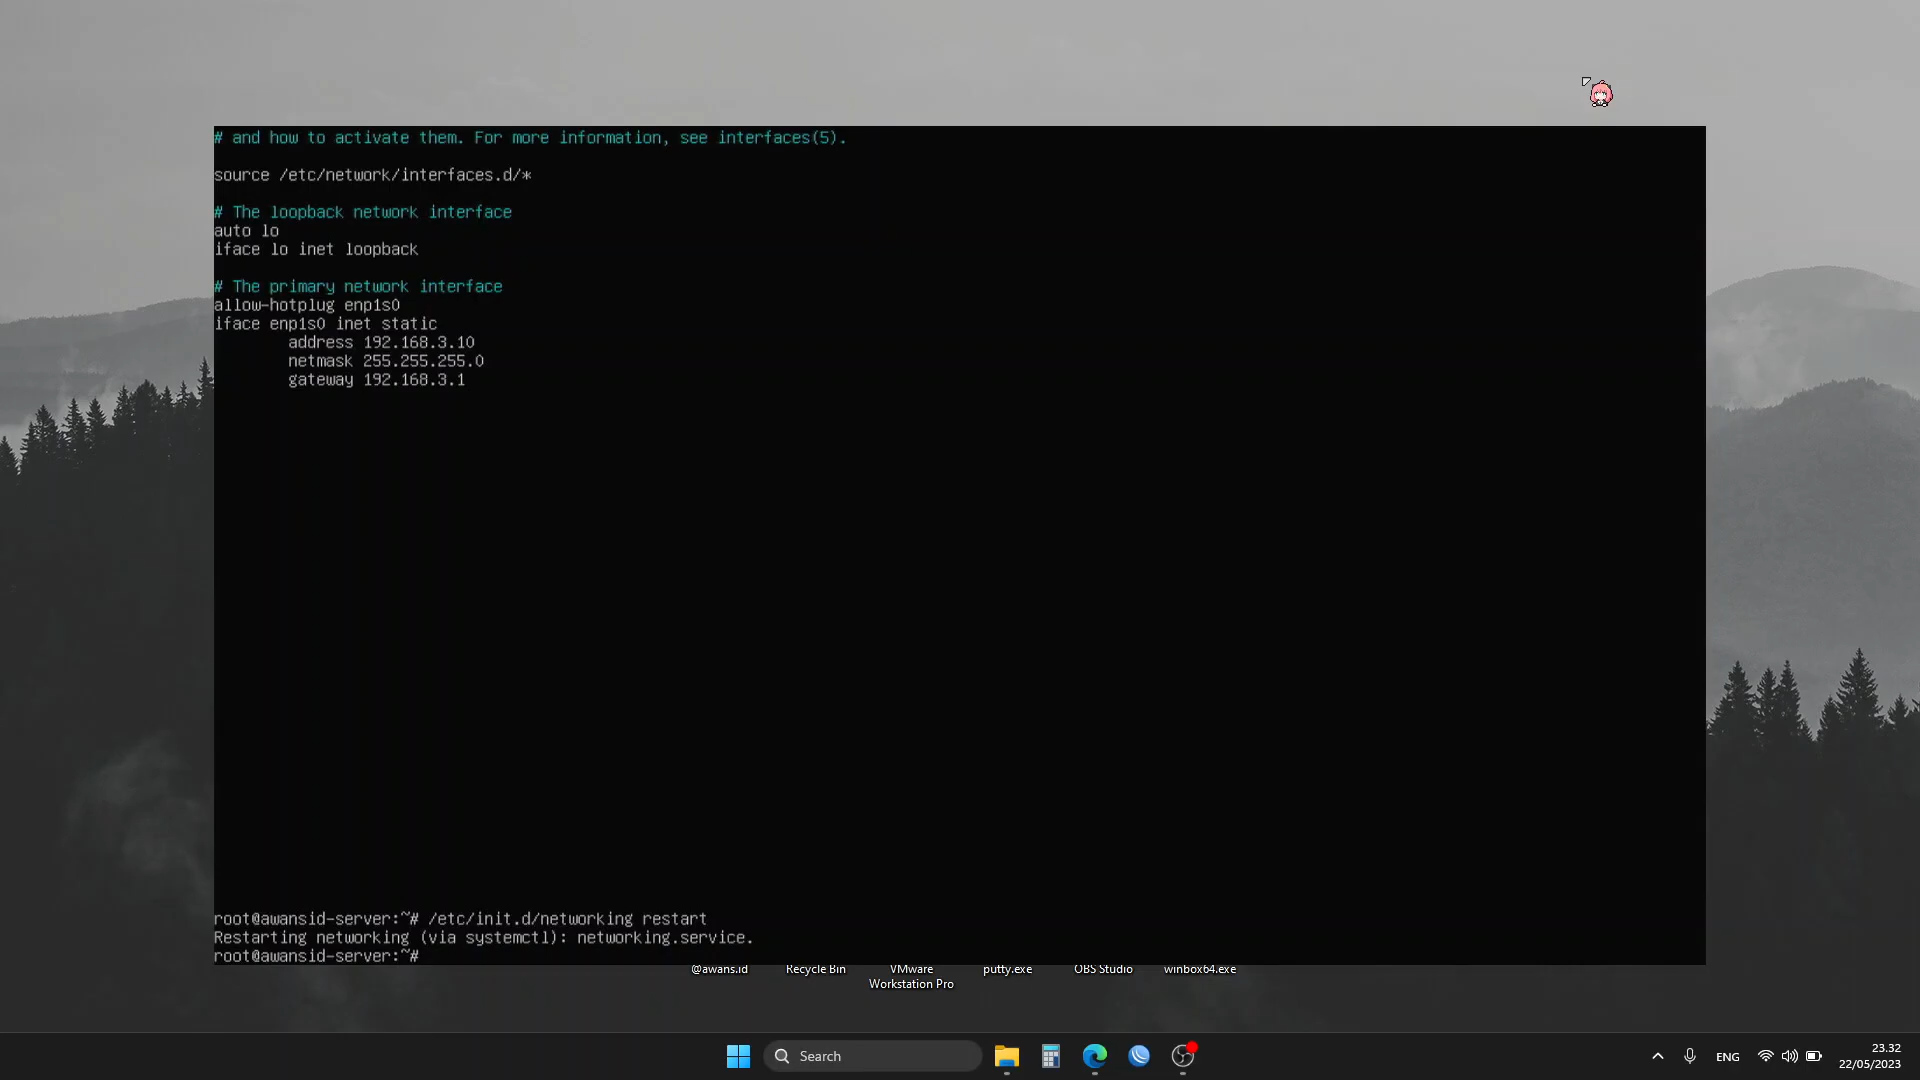 # and how to activate them. For more information, see interfaces(5).
source /etc/network/interfaces.d/*
# The loopback network interface
auto lo
iface lo inet loopback
# The primary network interface
allow-hotplug enp1s0
iface enp1s0 inet static
address 192.168.3.10
netmask 255.255.255.0
gateway 192.168.3.1
root@awansid-server:~# /etc/init.d/networking restart
Restarting networking (via systemctl): networking.service.
root@awansid-server:~#
@awans.id
Recycle Bin
VMware
Workstation Pro
putty.exe
OBS Studio
winbox64.exe
Search
ENG
23.32
22/05/2023